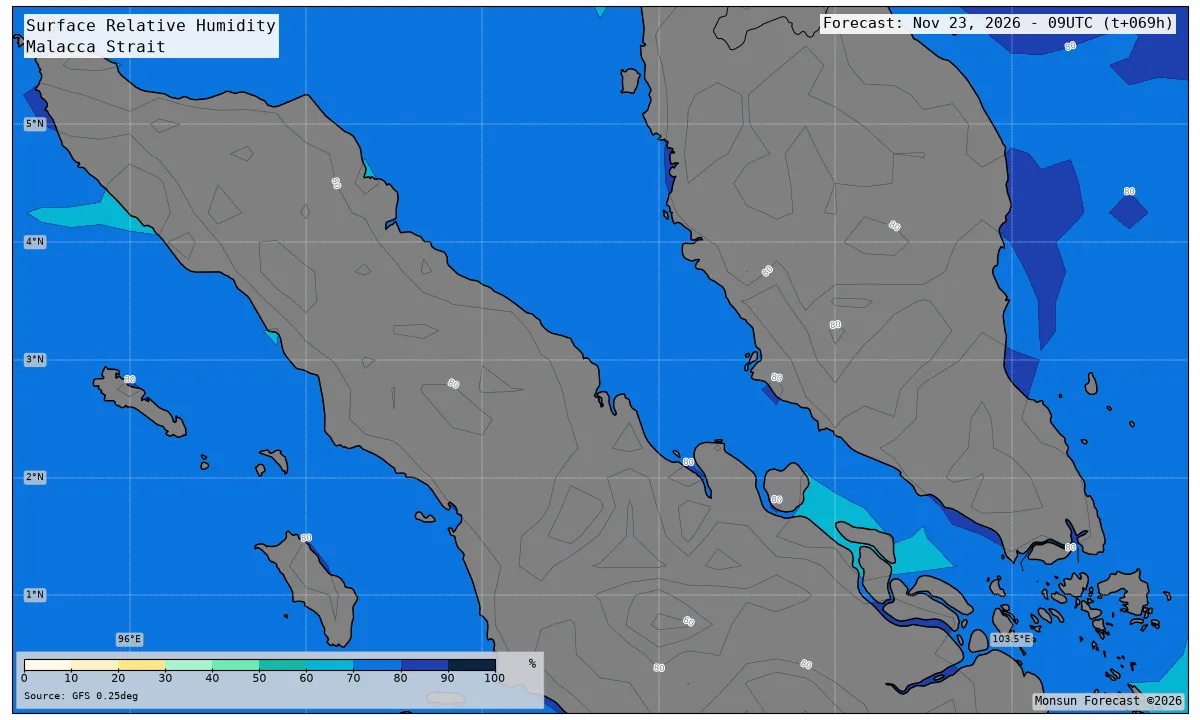 Surface Relative Humidity
Malacca Strait
Forecast: Nov 23, 2026 - 09UTC (t+069h)
80
5°N
80
80
80
4°N
80
80
3°N
80
80
80
80
2°N
80
80
80
1°N
60
96°E
103.5°E
80
80
%
0 10 20 30 40 50 60 70 80 90 100
Source: GFS 0.25deg
Monsun Forecast ©2026